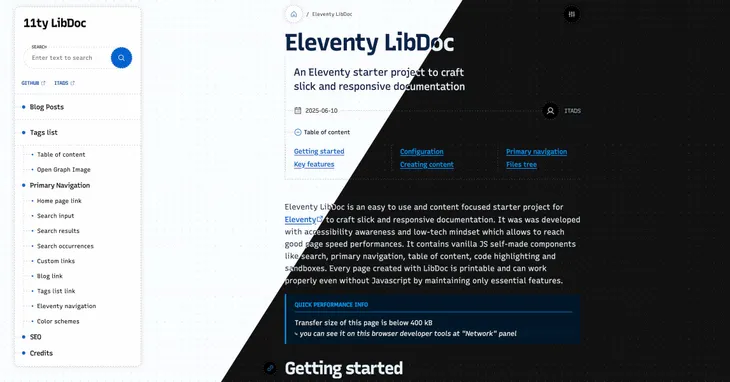 11ty LibDoc
SEARCH
Enter text to search
GITHUB
ITADS
Blog Posts
Tags list
Table of content
Open Graph Image
Primary Navigation
Home page link
Search input
Search results
Search occurrences
Custom links
Blog link
Tags list link
Eleventy navigation
Color schemes
SEO
Credits
/ Eleventy LibDoc
Eleventy LibDoc
An Eleventy starter project to craft
slick and responsive documentation
2025-06-10
ITADS
Table of content
Getting started
Configuration
Primary navigation
Key features
Creating content
Files tree
Eleventy LibDoc is an easy to use and content focused starter project for
Eleventy to craft slick and responsive documentation. It was was developed
with accessibility awareness and low-tech mindset which allows to reach
good page speed performances. It contains vanilla JS self-made components
like search, primary navigation, table of content, code highlighting and
sandboxes. Every page created with LibDoc is printable and can work
properly even without Javascript by maintaining only essential features.
QUICK PERFORMANCE INFO
Transfer size of this page is below 400 kB
↳ you can see it on this browser developer tools at "Network" panel
Getting started